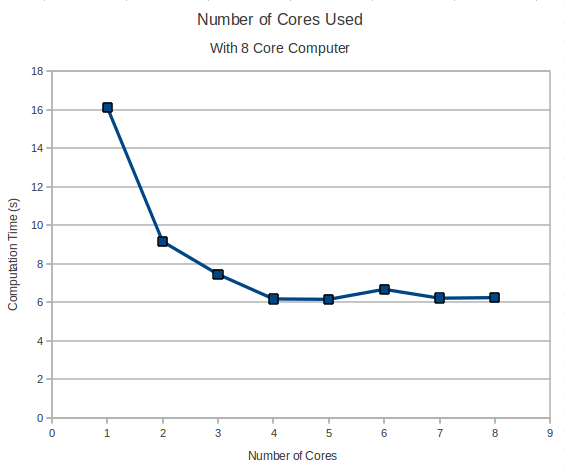 Number of Cores Used
With 8 Core Computer
18
16
14
12
10
8
6
4
2
0
Computation Time (s)
0 1 2 3 4 5 6 7 8 9
Number of Cores